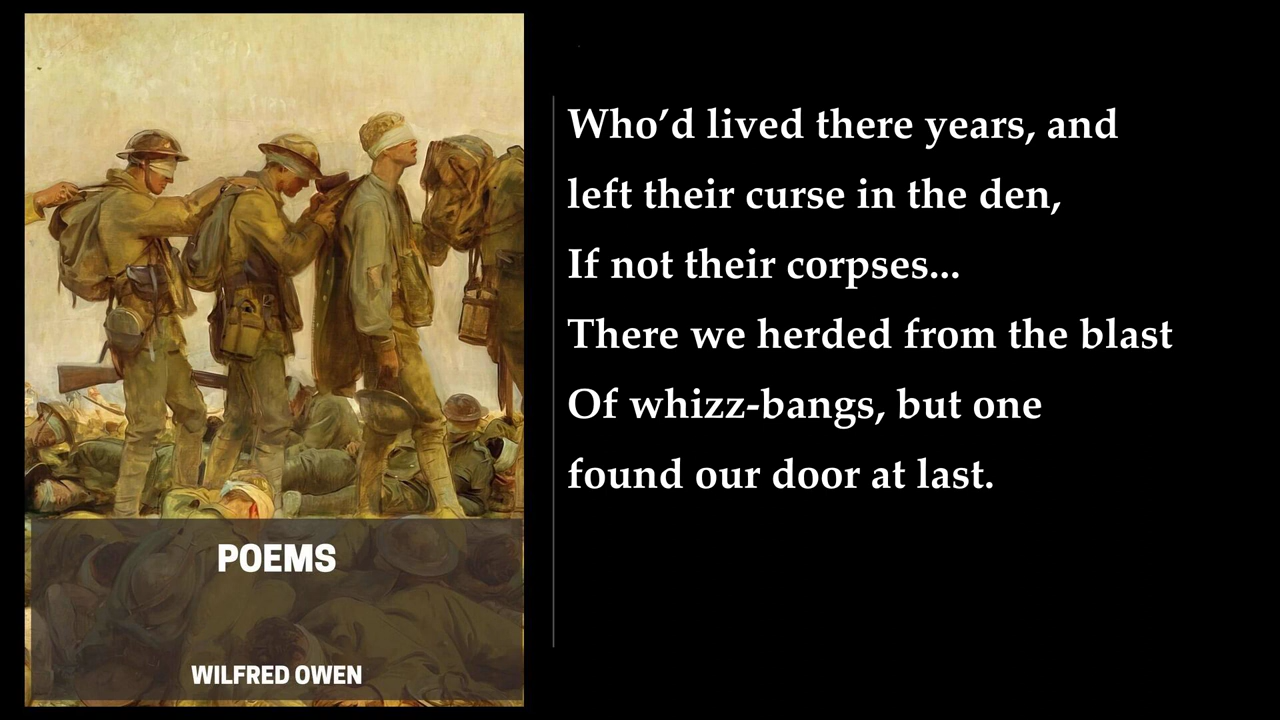 POEMS
WILFRED OWEN
Who’d lived there years, and
left their curse in the den,
If not their corpses...
There we herded from the blast
Of whizz-bangs, but one
found our door at last.